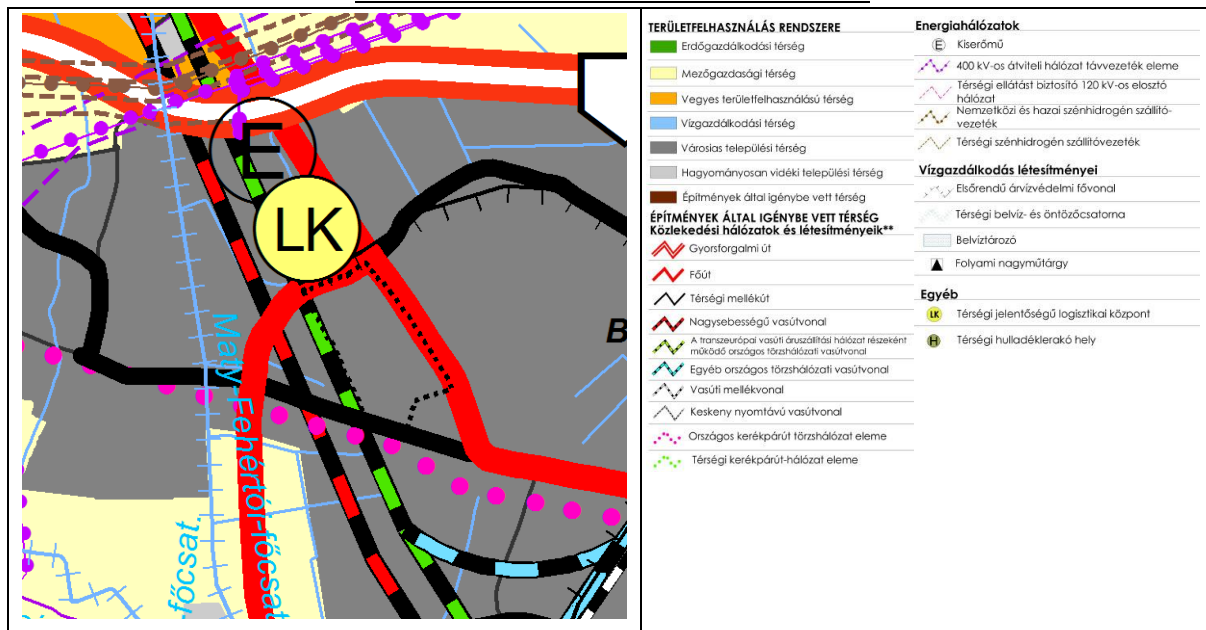 E
LK
B
Maty-Fehértói-főcsat.
-főcsat.
TERÜLETFELHASZNÁLÁS RENDSZERE
Erdőgazdálkodási térség
Mezőgazdasági térség
Vegyes területfelhasználású térség
Vízgazdálkodási térség
Városias települési térség
Hagyományosan vidéki települési térség
Építmények által igénybe vett térség
ÉPÍTMÉNYEK ÁLTAL IGÉNYBE VETT TÉRSÉG
Közlekedési hálózatok és létesítményeik**
Gyorsforgalmi út
Főút
Térségi mellékút
Nagysebességű vasútvonal
A transzeurópai vasúti áruszállítási hálózat részeként
működő országos törzshálózati vasútvonal
Egyéb országos törzshálózati vasútvonal
Vasúti mellékvonal
Keskeny nyomtávú vasútvonal
Országos kerékpárút törzshálózat eleme
Térségi kerékpárút-hálózat eleme
Energiahálózatok
E Kiserőmű
400 kV-os átviteli hálózat távvezeték eleme
Térségi ellátást biztosító 120 kV-os elosztó
hálózat
Nemzetközi és hazai szénhidrogén szállító-
vezeték
Térségi szénhidrogén szállítóvezeték
Vízgazdálkodás létesítményei
Elsőrendű árvízvédelmi fővonal
Térségi belvíz- és öntözőcsatorna
Belvíztározó
Folyami nagyműtárgy
Egyéb
LK Térségi jelentőségű logisztikai központ
H Térségi hulladéklerakó hely